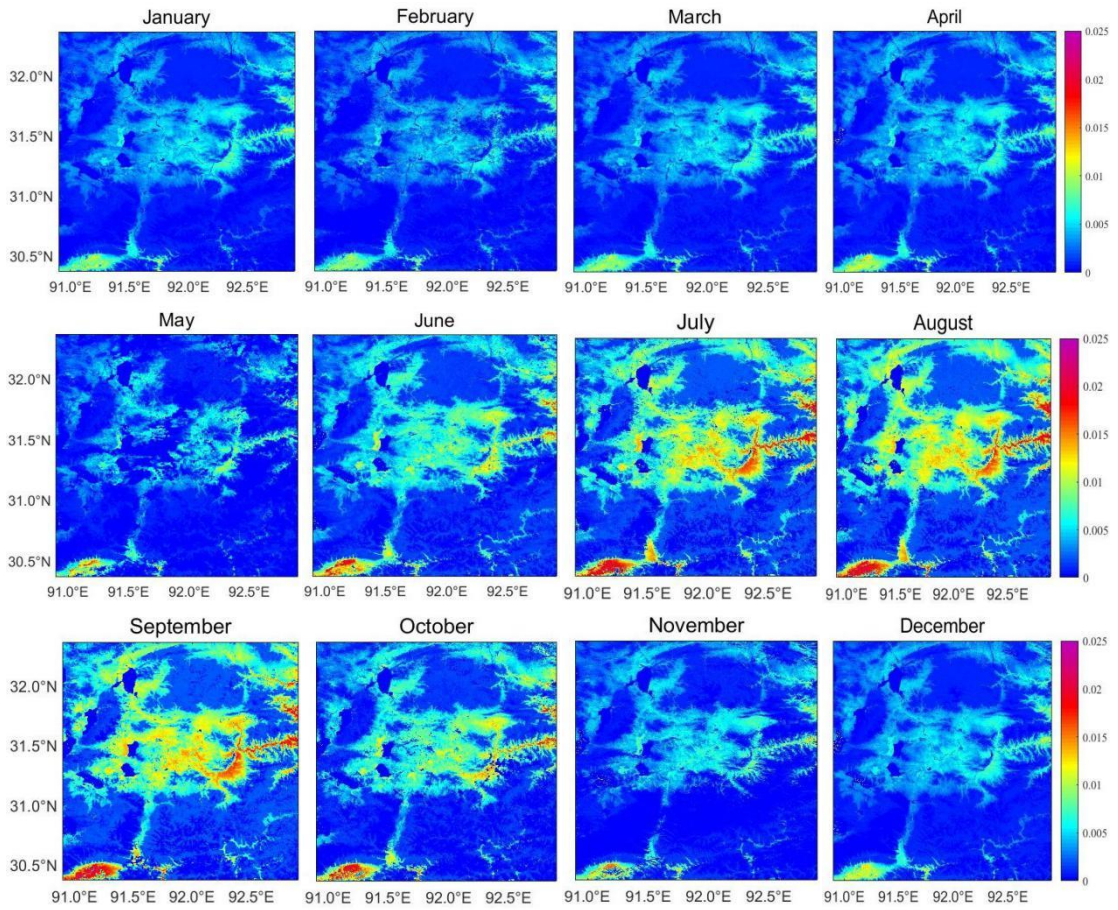 January February March April
0.025
32.0°N
0.02
31.5°N
0.015
31.0°N
0.01
0.005
30.5°N
0
91.0°E 91.5°E 92.0°E 92.5°E 91.0°E 91.5°E 92.0°E 92.5°E 91.0°E 91.5°E 92.0°E 92.5°E 91.0°E 91.5°E 92.0°E 92.5°E
May June July August
0.025
32.0°N
0.02
31.5°N
0.015
31.0°N
0.01
0.005
30.5°N
0
91.0°E 91.5°E 92.0°E 92.5°E 91.0°E 91.5°E 92.0°E 92.5°E 91.0°E 91.5°E 92.0°E 92.5°E 91.0°E 91.5°E 92.0°E 92.5°E
September October November December
0.025
32.0°N
0.02
31.5°N
0.015
31.0°N
0.01
0.005
30.5°N
0
91.0°E 91.5°E 92.0°E 92.5°E 91.0°E 91.5°E 92.0°E 92.5°E 91.0°E 91.5°E 92.0°E 92.5°E 91.0°E 91.5°E 92.0°E 92.5°E